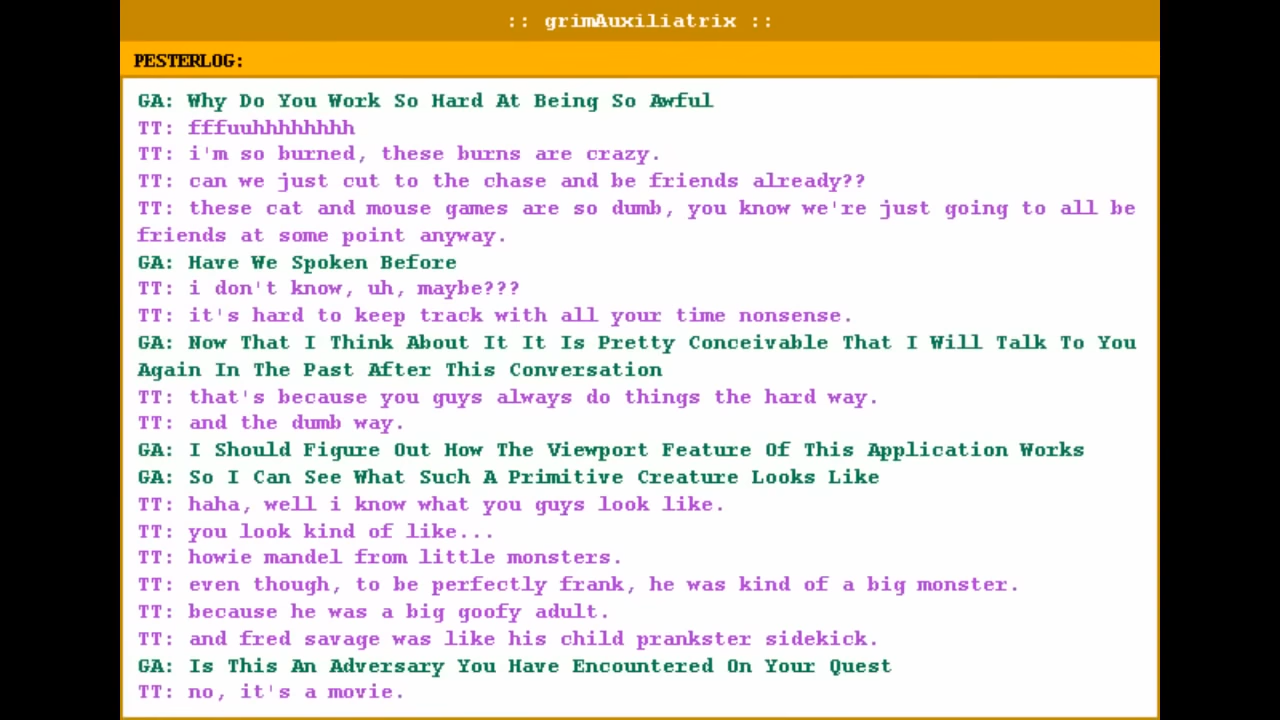 :: grimAuxiliatrix ::
PESTERLOG:
GA: Why Do You Work So Hard At Being So Awful
TT: fffuuhhhhhhhh
TT: i'm so burned, these burns are crazy.
TT: can we just cut to the chase and be friends already??
TT: these cat and mouse games are so dumb, you know we're just going to all be
friends at some point anyway.
GA: Have We Spoken Before
TT: i don't know, uh, maybe???
TT: it's hard to keep track with all your time nonsense.
GA: Now That I Think About It It Is Pretty Conceivable That I Will Talk To You
Again In The Past After This Conversation
TT: that's because you guys always do things the hard way.
TT: and the dumb way.
GA: I Should Figure Out How The Viewport Feature Of This Application Works
GA: So I Can See What Such A Primitive Creature Looks Like
TT: haha, well i know what you guys look like.
TT: you look kind of like...
TT: howie mandel from little monsters.
TT: even though, to be perfectly frank, he was kind of a big monster.
TT: because he was a big goofy adult.
TT: and fred savage was like his child prankster sidekick.
GA: Is This An Adversary You Have Encountered On Your Quest
TT: no, it's a movie.